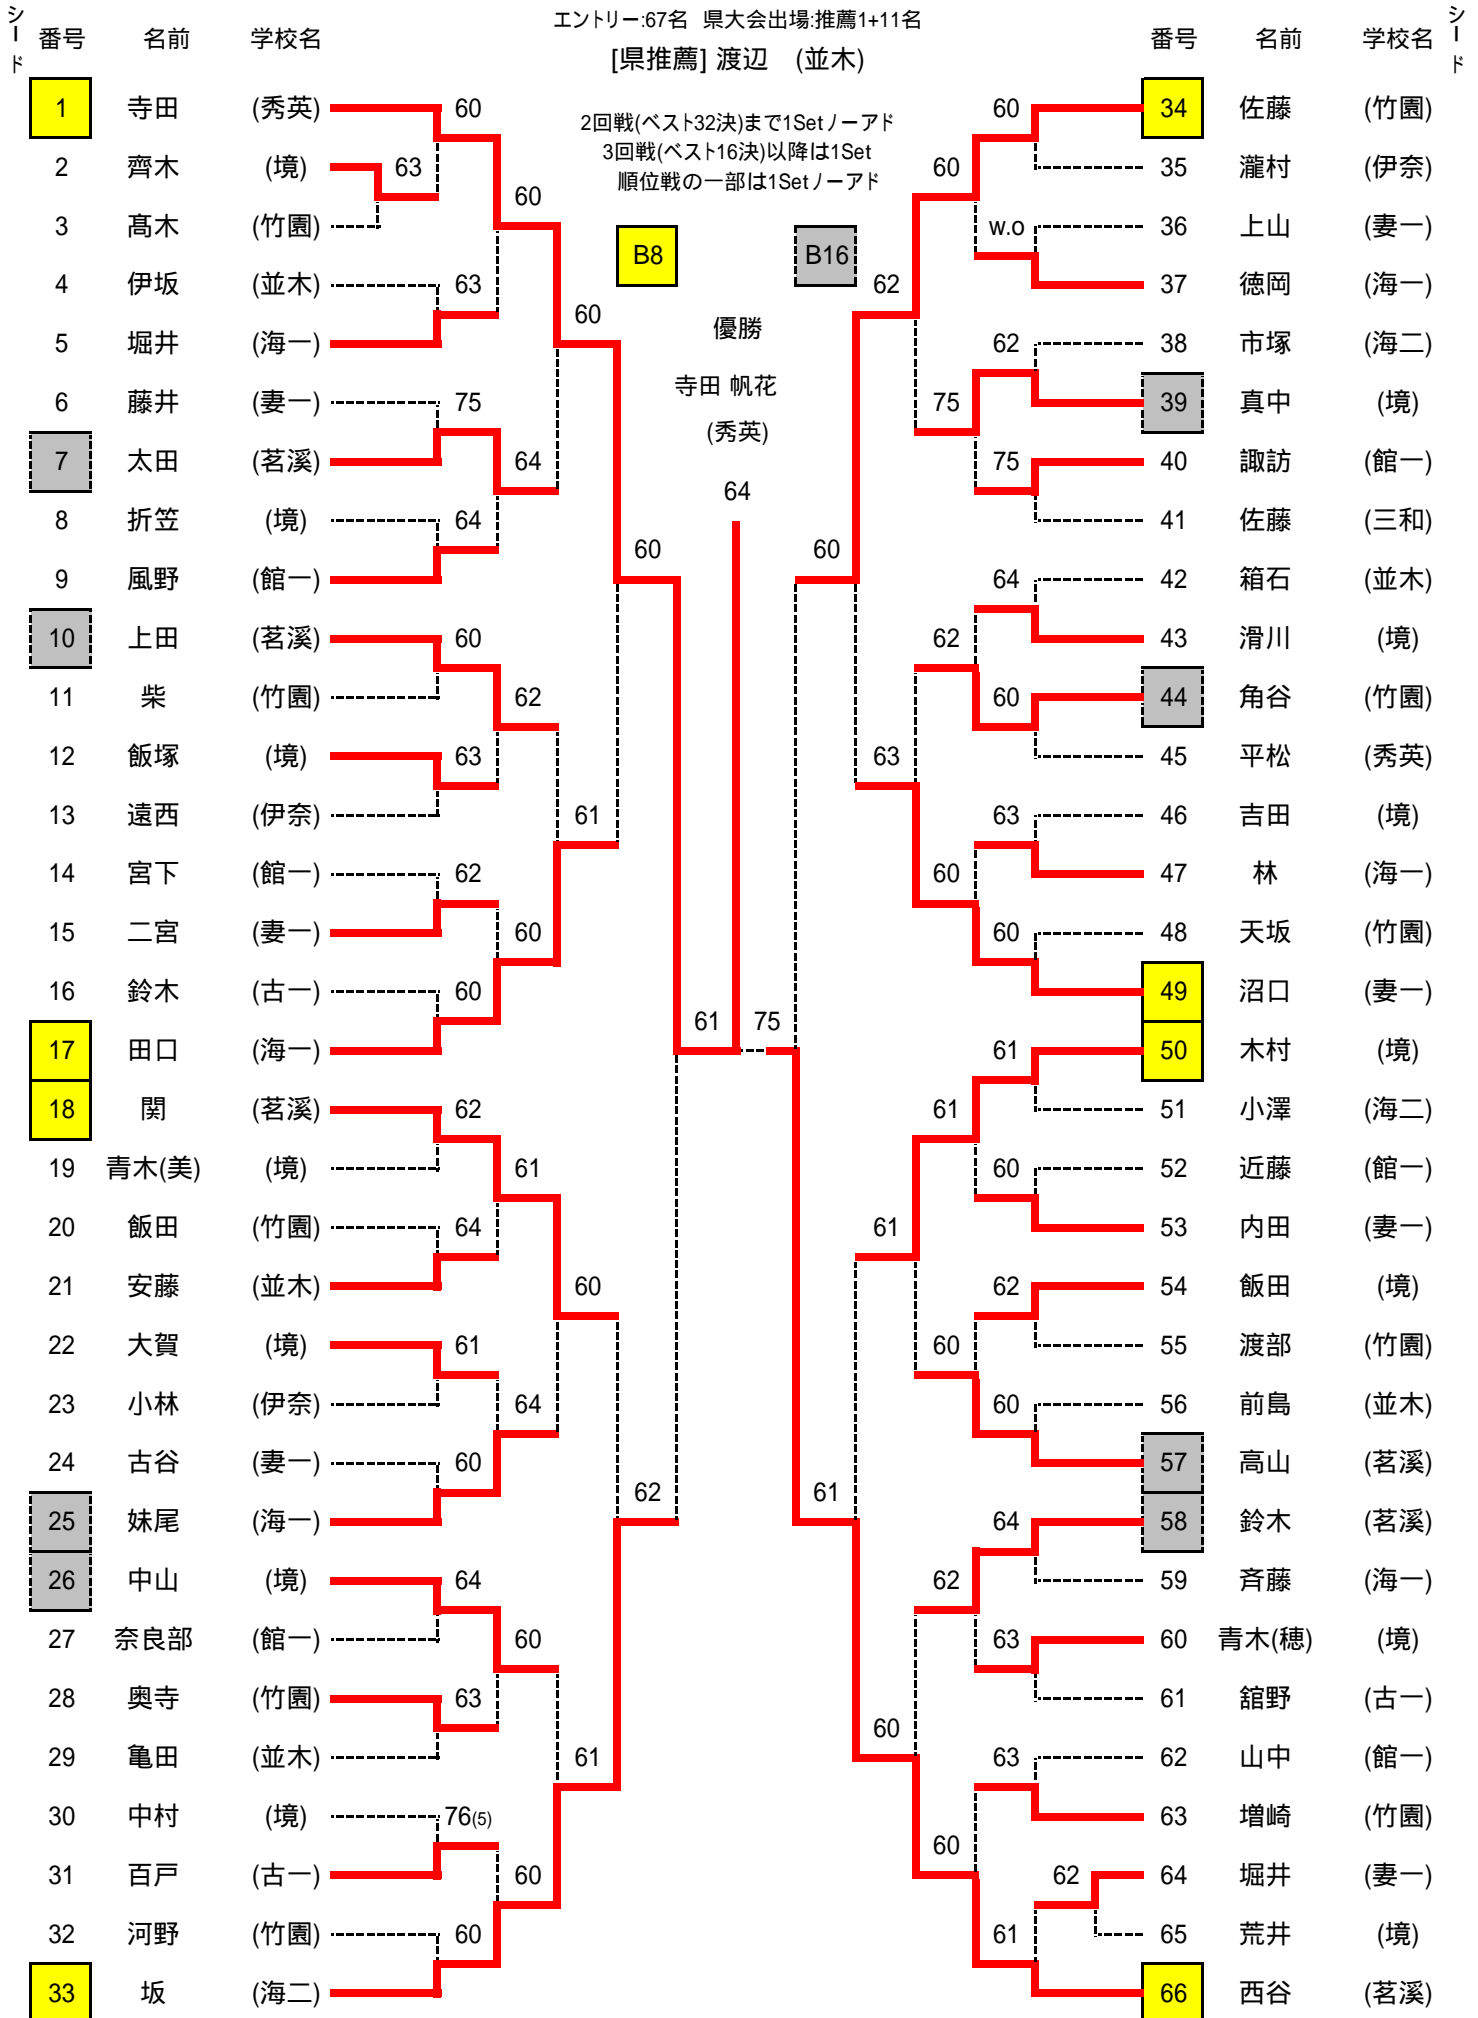 エントリー:67名 県大会出場:推薦1+11名
シード 番号 名前 学校名
番号 名前 学校名 シード
[県推薦] 渡辺 (並木)
2回戦(ベスト32決)まで1Setノーアド
3回戦(ベスト16決)以降は1Set
順位戦の一部は1Setノーアド
B8 B16
優勝
寺田 帆花
(秀英)
64
61 75
1 寺田 (秀英) 60
2 齊木 (境) 63
60
3 髙木 (竹園)
4 伊坂 (並木) 63
60
5 堀井 (海一)
6 藤井 (妻一) 75
7 太田 (茗溪) 64
8 折笠 (境) 64
60
9 風野 (館一)
10 上田 (茗溪) 60
11 柴 (竹園) 62
12 飯塚 (境) 63
13 遠西 (伊奈) 61
14 宮下 (館一) 62
15 二宮 (妻一) 60
16 鈴木 (古一) 60
17 田口 (海一)
18 関 (茗溪) 62
19 青木(美) (境) 61
20 飯田 (竹園) 64
21 安藤 (並木) 60
22 大賀 (境) 61
23 小林 (伊奈) 64
24 古谷 (妻一) 60
62
25 妹尾 (海一)
26 中山 (境) 64
27 奈良部 (館一) 60
28 奥寺 (竹園) 63
29 亀田 (並木) 61
30 中村 (境) 76(5)
31 百戸 (古一) 60
32 河野 (竹園) 60
33 坂 (海二)
60 34 佐藤 (竹園)
60 35 瀧村 (伊奈)
w.o 36 上山 (妻一)
62 37 徳岡 (海一)
62 38 市塚 (海二)
75 39 真中 (境)
75 40 諏訪 (館一)
41 佐藤 (三和)
60
64 42 箱石 (並木)
62 43 滑川 (境)
60 44 角谷 (竹園)
63 45 平松 (秀英)
63 46 吉田 (境)
60 47 林 (海一)
60 48 天坂 (竹園)
49 沼口 (妻一)
61 50 木村 (境)
61 51 小澤 (海二)
60 52 近藤 (館一)
61 53 内田 (妻一)
62 54 飯田 (境)
60 55 渡部 (竹園)
60 56 前島 (並木)
57 高山 (茗溪)
61
64 58 鈴木 (茗溪)
62 59 斉藤 (海一)
63 60 青木(穂) (境)
61 舘野 (古一)
60
63 62 山中 (館一)
63 増崎 (竹園)
60
62 64 堀井 (妻一)
61 65 荒井 (境)
66 西谷 (茗溪)